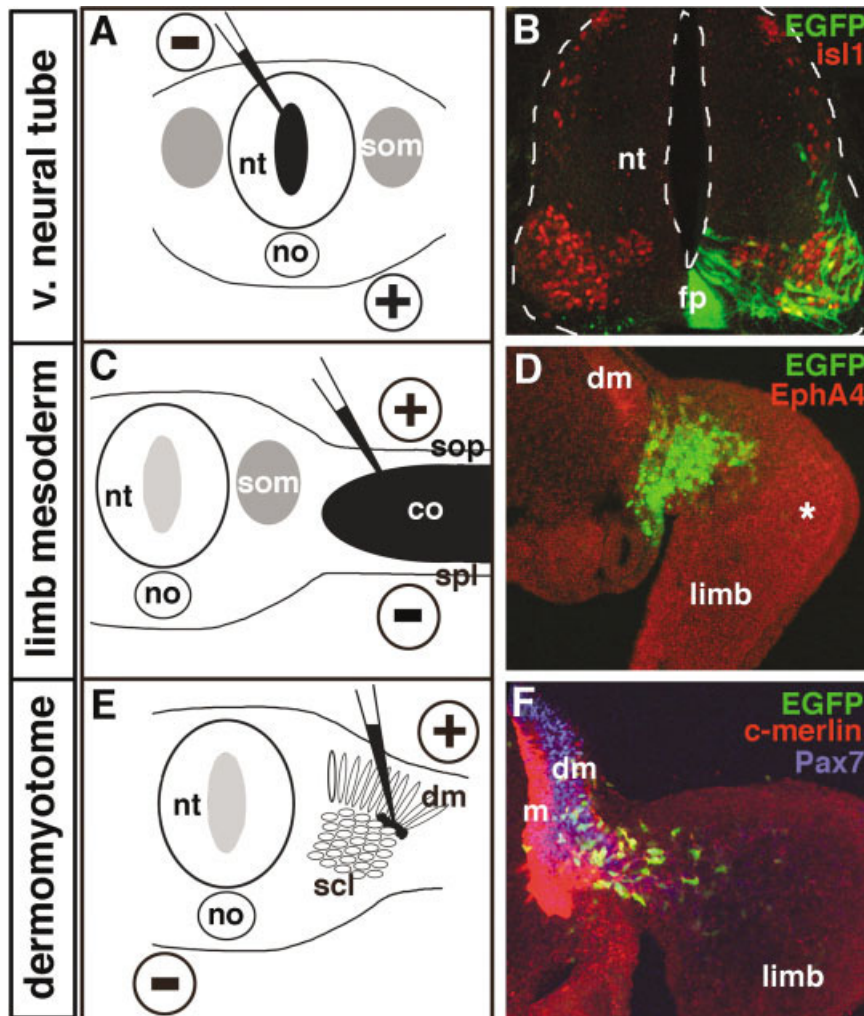 v. neural tube
A
−
nt
som
no
+
B
EGFP
isl1
nt
fp
limb mesoderm
C
+
sop
nt
som
co
spl
no
−
D
EGFP
EphA4
dm
*
limb
dermomyotome
E
+
nt
dm
scl
no
−
F
EGFP
c-merlin
Pax7
dm
m
limb